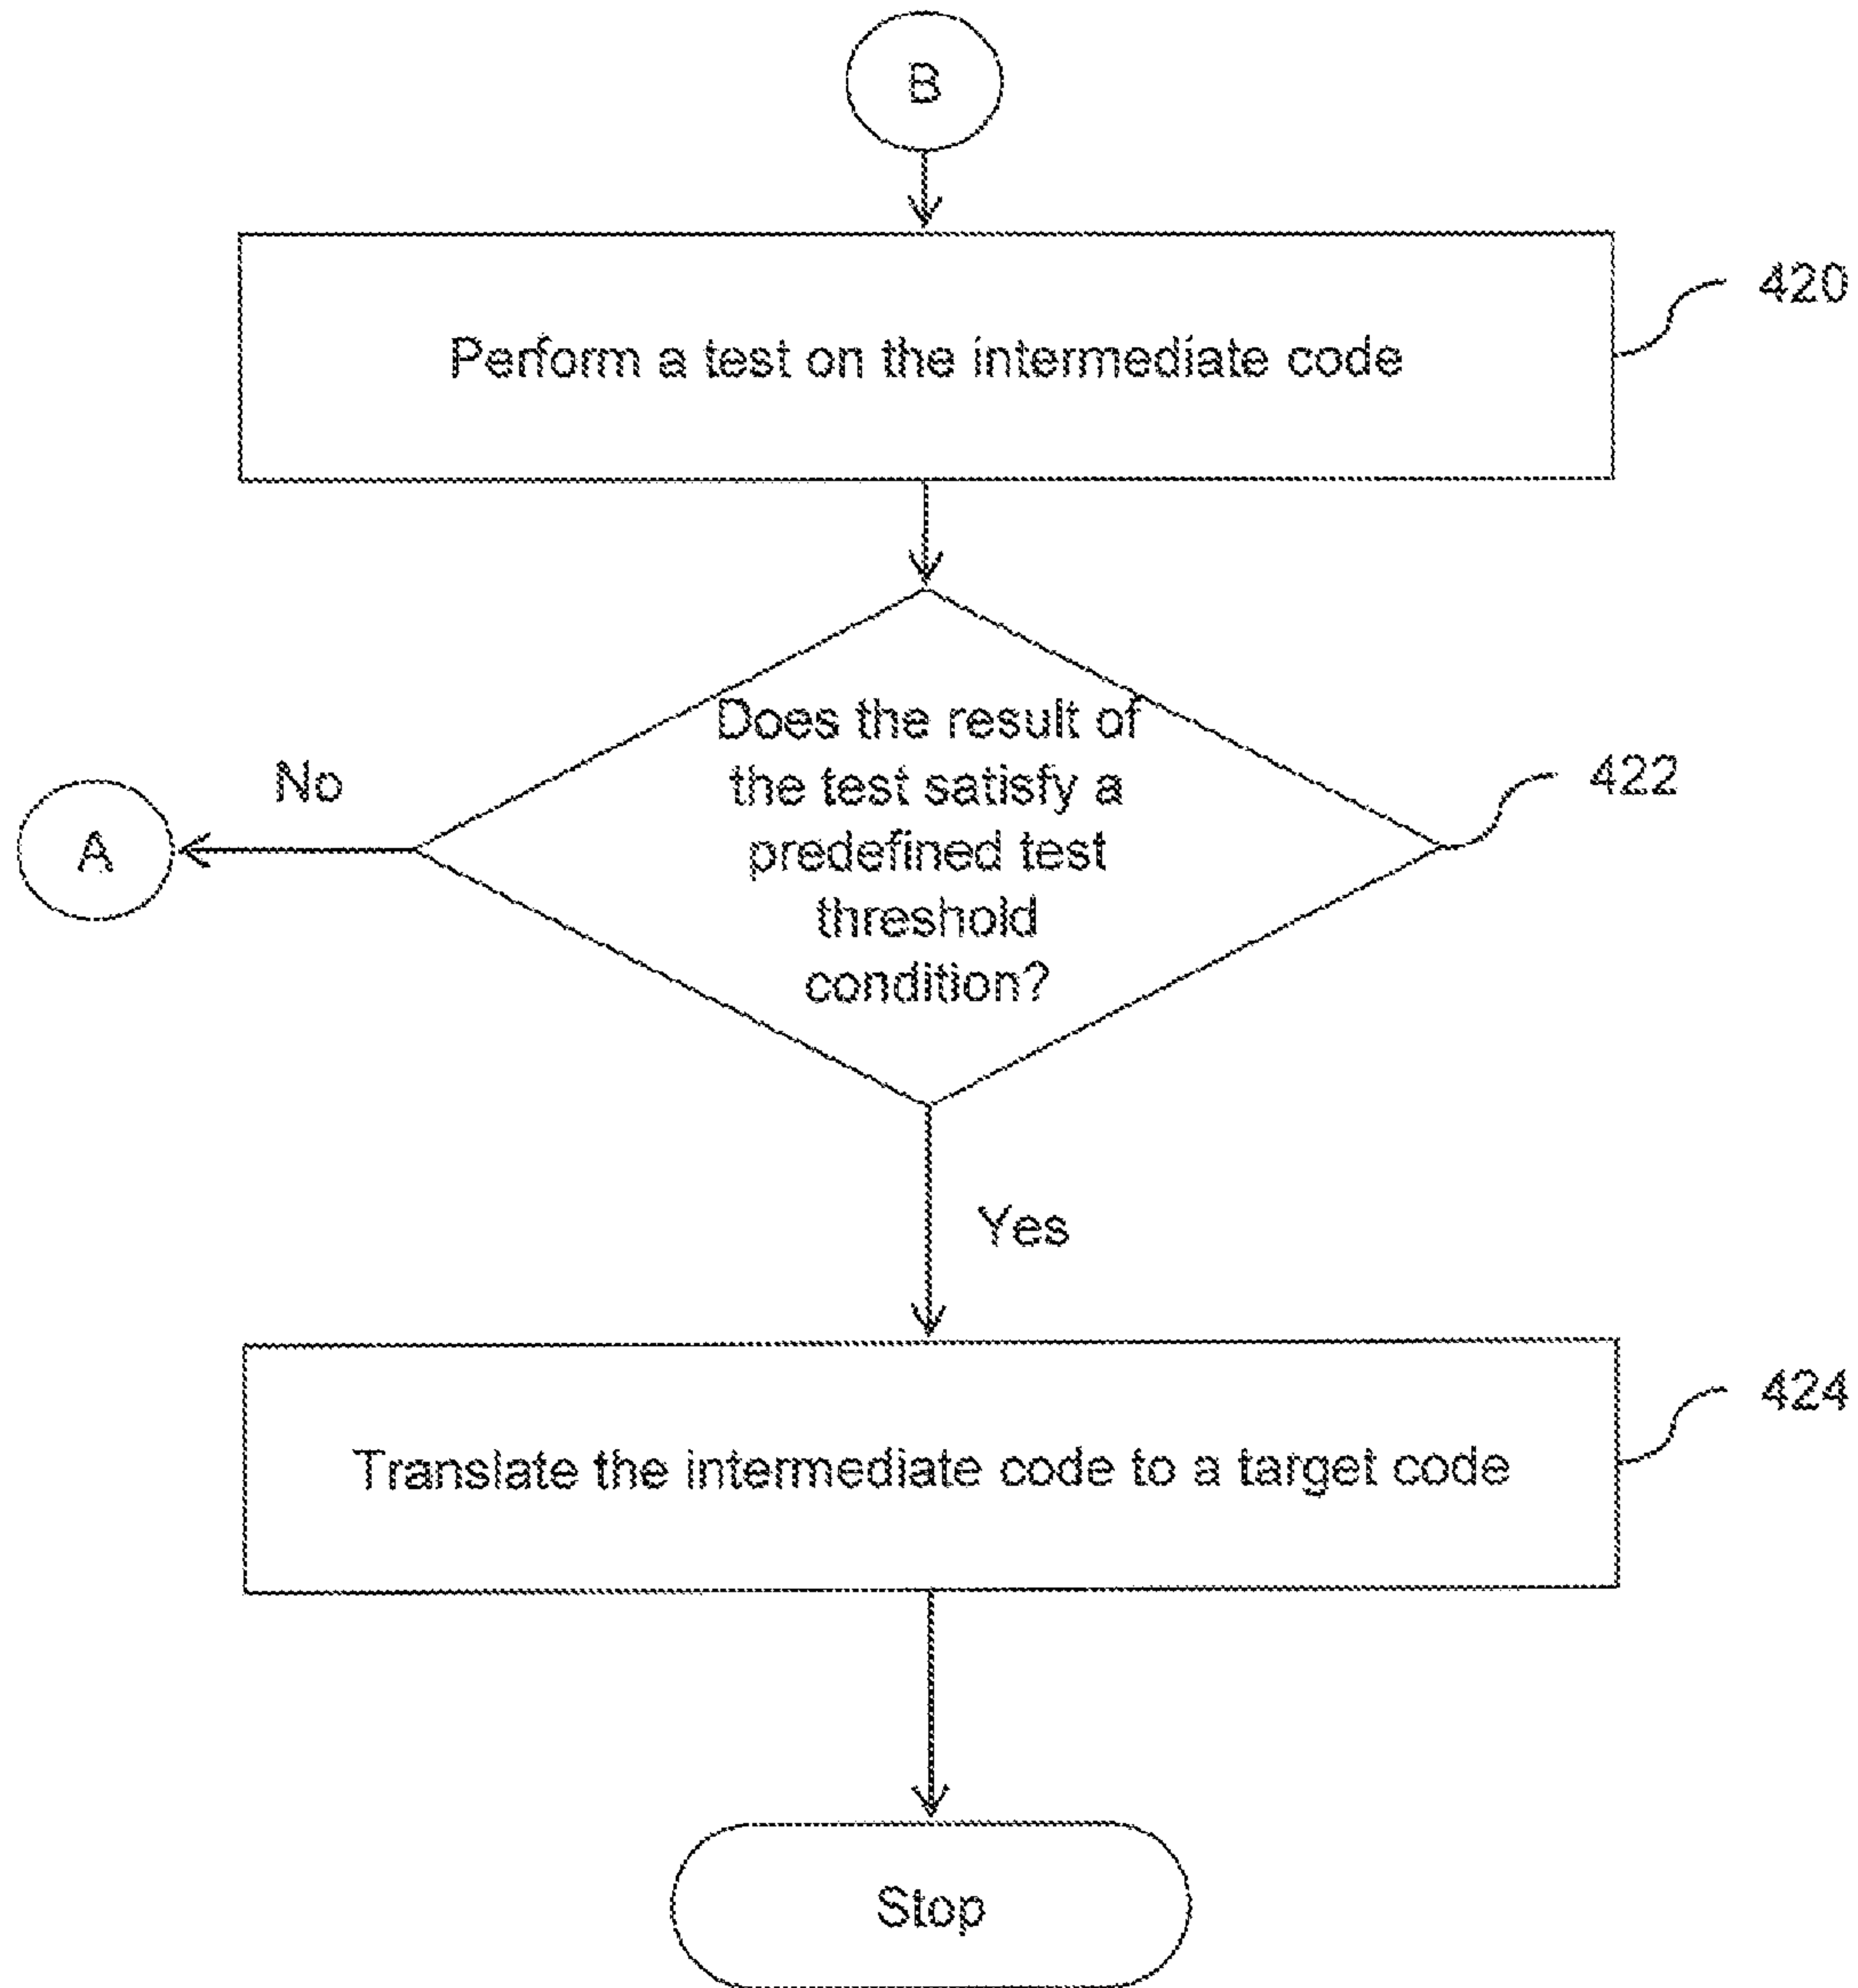 B
420
Perform a test on the intermediate code
Does the result of
the test satisfy a
predefined test
threshold
condition?
No
422
A
Yes
424
Translate the intermediate code to a target code
Stop